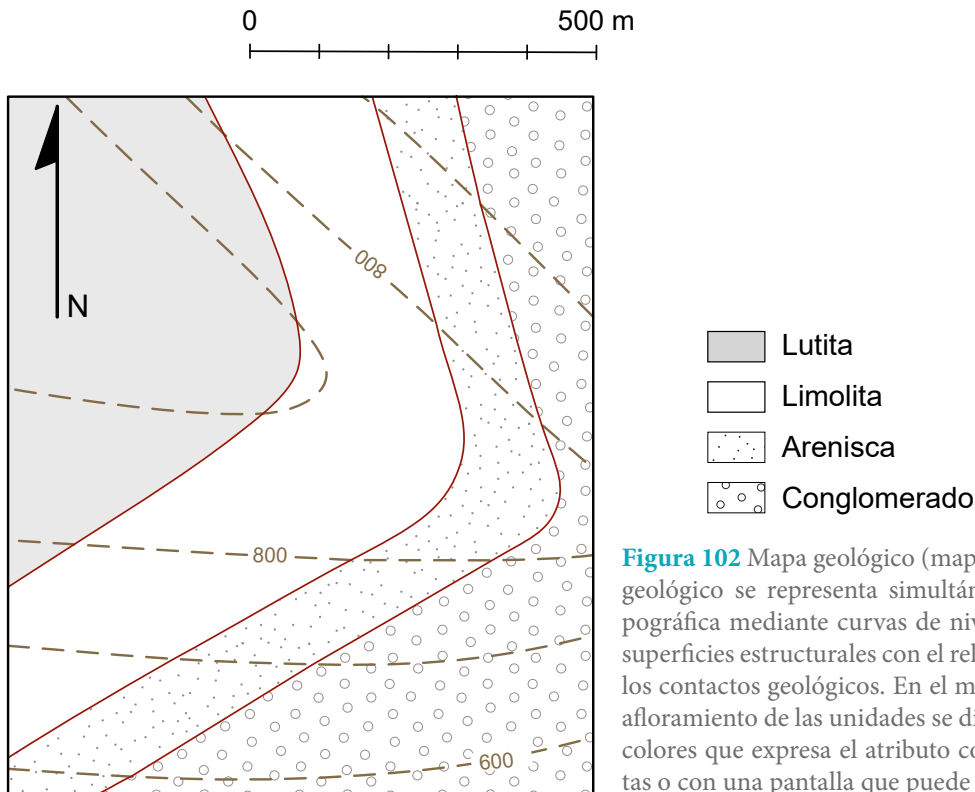 0 500 m
N
800
800
600
Lutita
Limolita
Arenisca
Conglomerado
Figura 102 Mapa geológico (map
geológico se representa simultán
pográfica mediante curvas de niv
superficies estructurales con el rel
los contactos geológicos. En el m
afloramiento de las unidades se di
colores que expresa el atributo co
tas o con una pantalla que puede